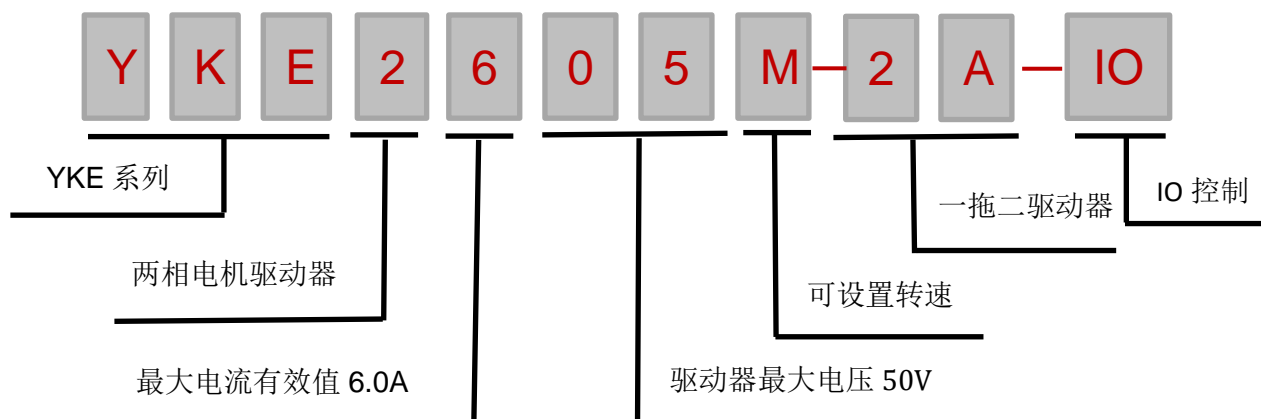 YKE2605M-2A-IO
YKE 系列
一拖二驱动器
IO 控制
两相电机驱动器
可设置转速
最大电流有效值 6.0A
驱动器最大电压 50V